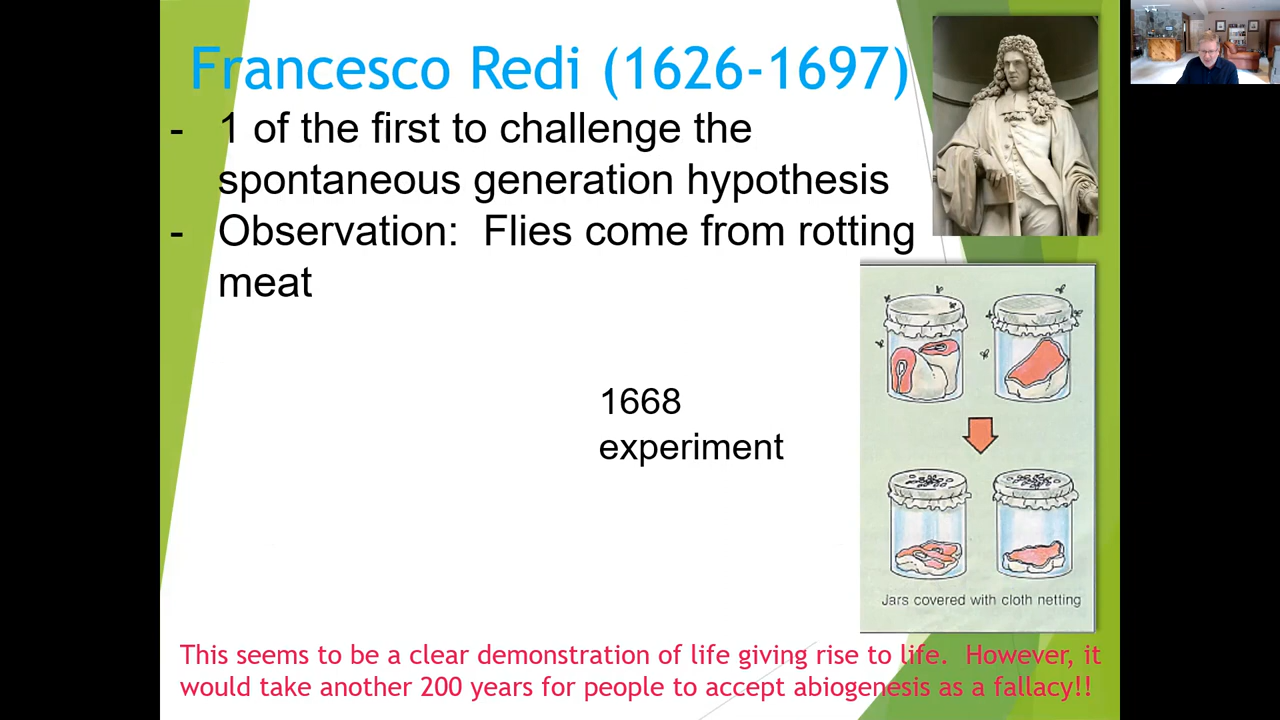 Francesco Redi (1626-1697)
- 1 of the first to challenge the
spontaneous generation hypothesis
- Observation:  Flies come from rotting
meat
1668
experiment
Jars covered with cloth netting
This seems to be a clear demonstration of life giving rise to life.  However, it
would take another 200 years for people to accept abiogenesis as a fallacy!!